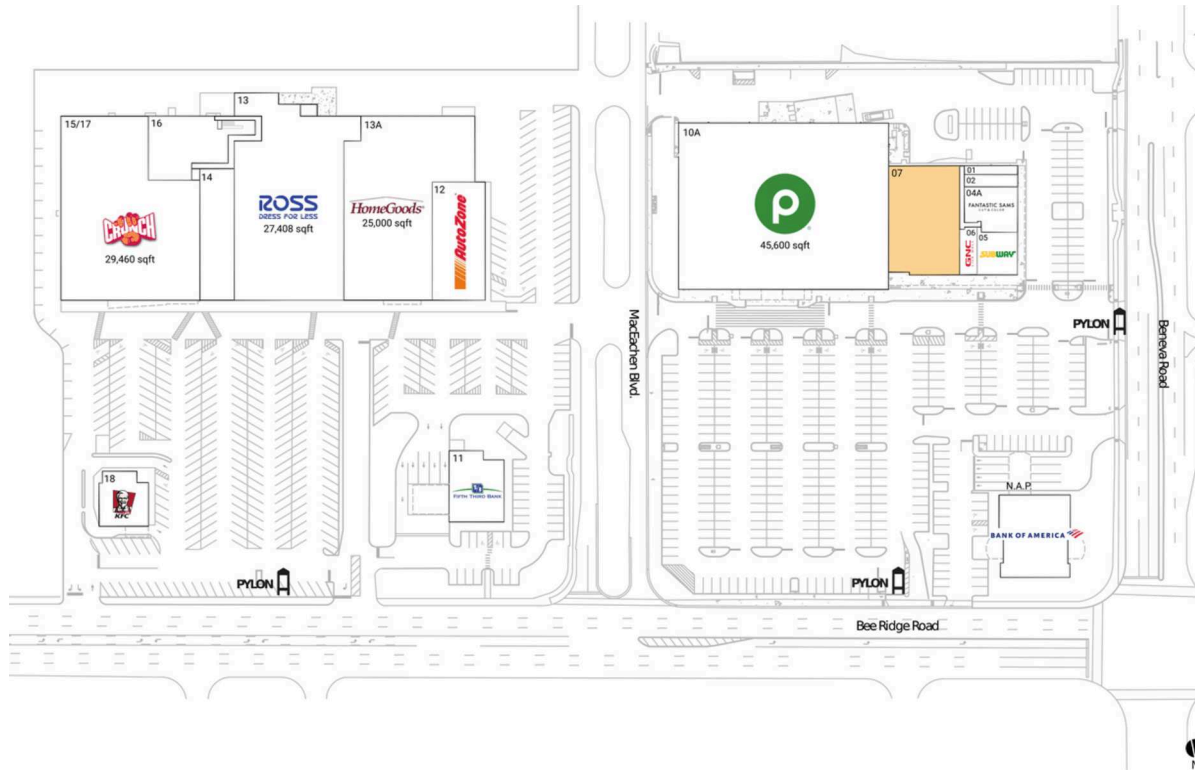 15/17
16
13
13A
14
12
CRUNCH
29,460 sqft
ROSS
DRESS FOR LESS
27,408 sqft
HomeGoods
25,000 sqft
AutoZone
10A
P
45,600 sqft
07
01
02
04A
FANTASTIC SAMS
CUT & COLOR
06
05
GNC
SUBWAY
MacEachen Blvd.
PYLON
Beneva Road
18
KFC
11
FIFTH THIRD BANK
N.A.P.
BANK OF AMERICA
PYLON
PYLON
Bee Ridge Road